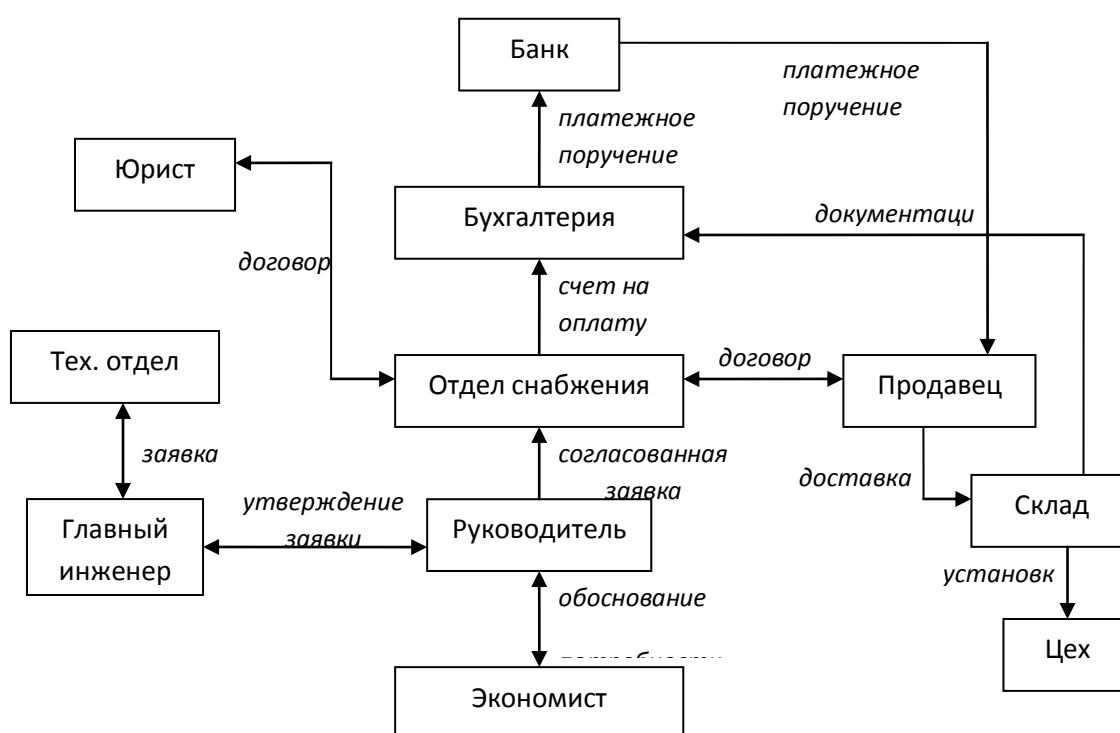 Банк
платежное
поручение
платежное
поручение
Юрист
Бухгалтерия
документаци
договор
счет на
оплату
Тех. отдел
Отдел снабжения
договор
Продавец
заявка
согласованная
заявка
доставка
утверждение
заявки
Главный
инженер
Руководитель
Склад
установк
обоснование
Цех
Экономист